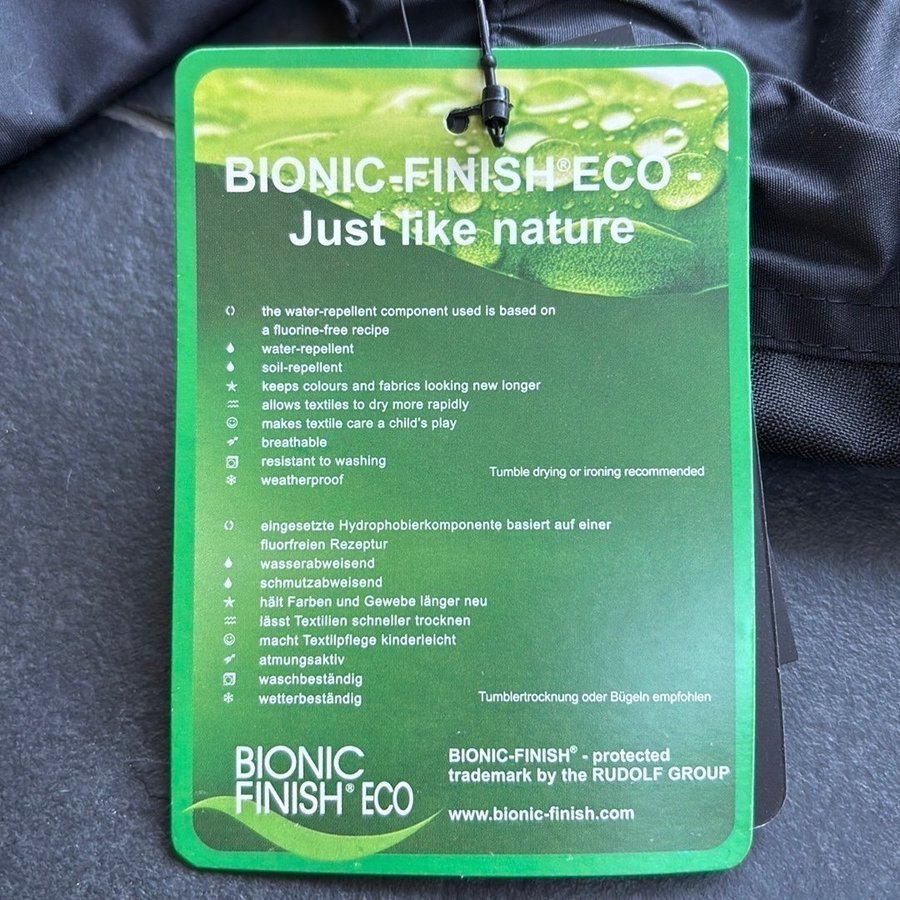 BIONIC-FINISH® ECO -
Just like nature
the water-repellent component used is based on
a fluorine-free recipe
water-repellent
soil-repellent
keeps colours and fabrics looking new longer
allows textiles to dry more rapidly
makes textile care a child's play
breathable
resistant to washing
weatherproof
Tumble drying or ironing recommended
eingesetzte Hydrophobierkomponente basiert auf einer
fluorfreien Rezeptur
wasserabweisend
schmutzabweisend
hält Farben und Gewebe länger neu
lässt Textilien schneller trocknen
macht Textilpflege kinderleicht
atmungsaktiv
waschbeständig
wetterbeständig
Tumblertrocknung oder Bügeln empfohlen
BIONIC
FINISH® ECO
BIONIC-FINISH® - protected
trademark by the RUDOLF GROUP
www.bionic-finish.com